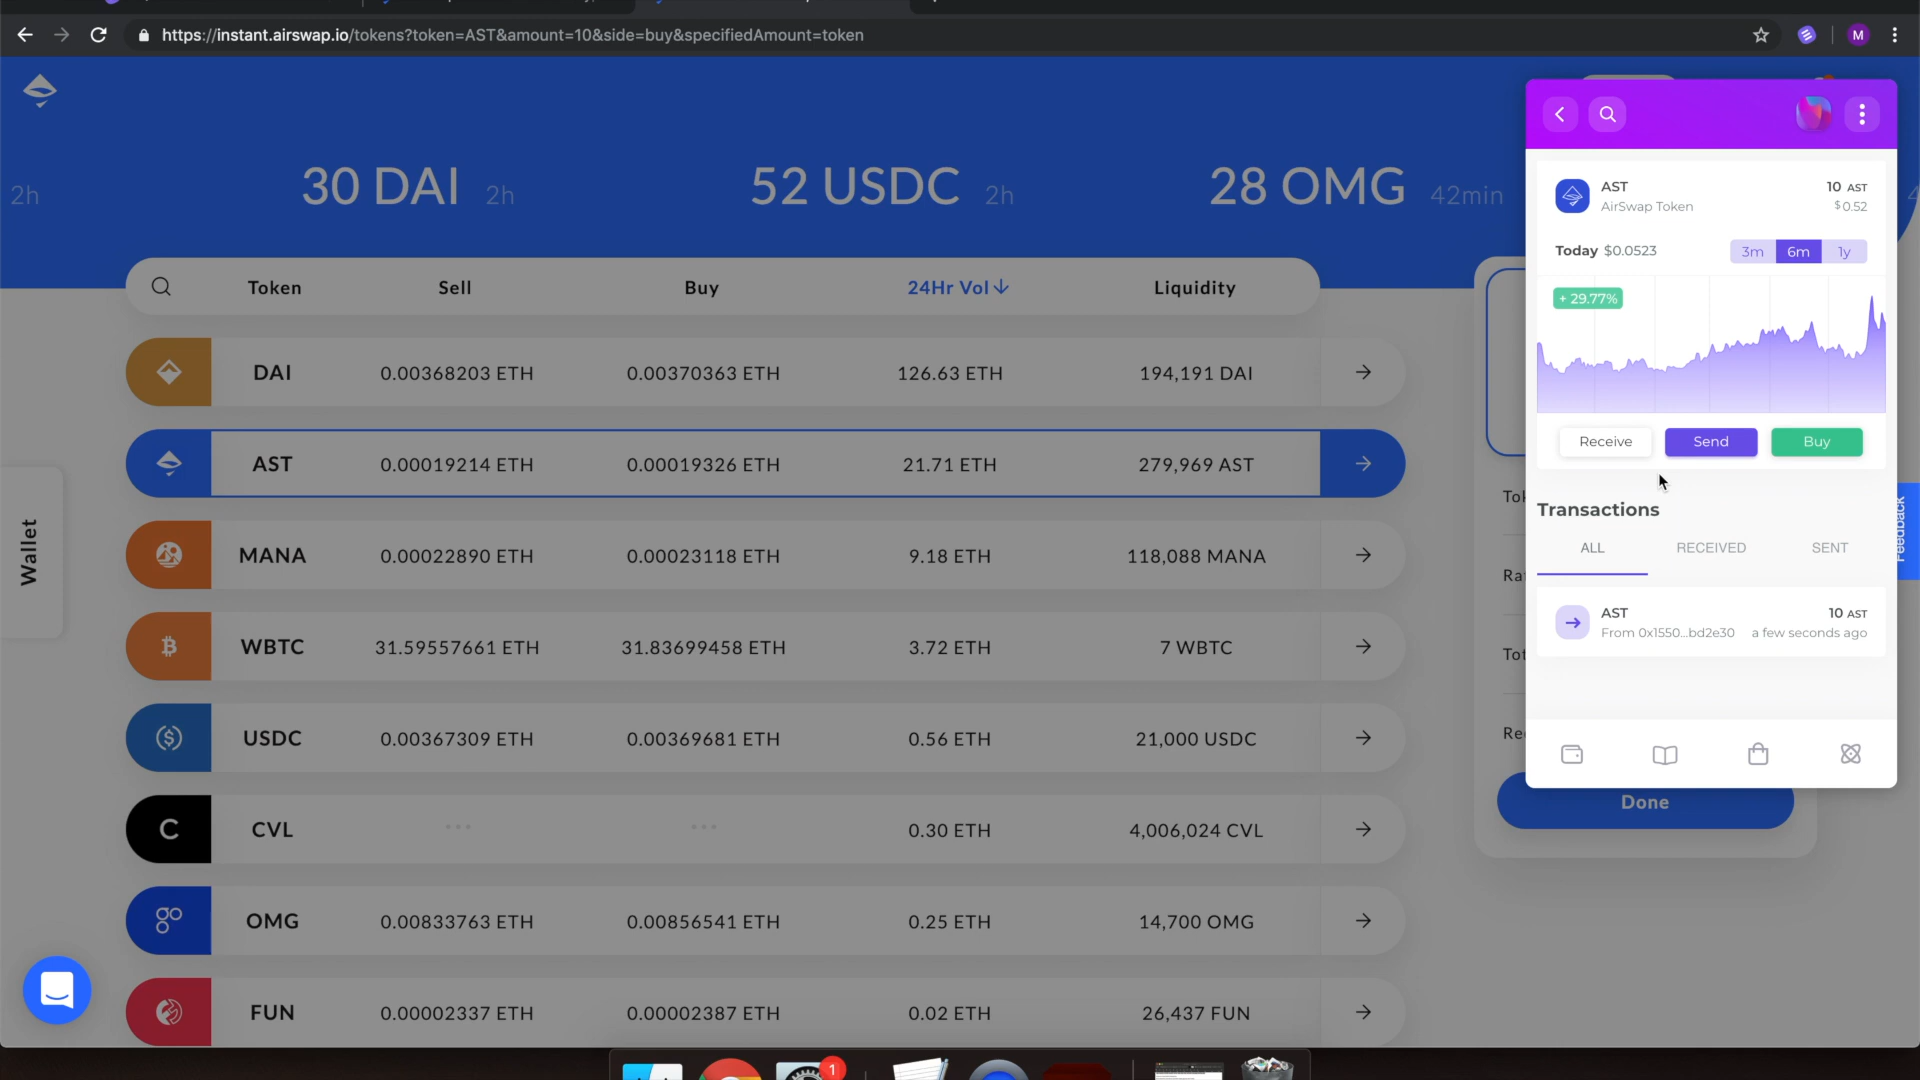 https://instant.airswap.io/tokens?token=AST&amount=10&side=buy&specifiedAmount=token
M
2h
30 DAI 2h
52 USDC 2h
28 OMG 42min
Token Sell Buy 24Hr Vol Liquidity
DAI 0.00368203 ETH 0.00370363 ETH 126.63 ETH 194,191 DAI
AST 0.00019214 ETH 0.00019326 ETH 21.71 ETH 279,969 AST
MANA 0.00022890 ETH 0.00023118 ETH 9.18 ETH 118,088 MANA
WBTC 31.59557661 ETH 31.83699458 ETH 3.72 ETH 7 WBTC
USDC 0.00367309 ETH 0.00369681 ETH 0.56 ETH 21,000 USDC
C CVL ... ... 0.30 ETH 4,006,024 CVL
OMG 0.00833763 ETH 0.00856541 ETH 0.25 ETH 14,700 OMG
FUN 0.00002337 ETH 0.00002387 ETH 0.02 ETH 26,437 FUN
Wallet
AST 10 AST
AirSwap Token $0.52
Today $0.0523 3m 6m 1y
+ 29.77%
Receive Send Buy
Transactions
ALL RECEIVED SENT
AST 10 AST
From 0x1550...bd2e30 a few seconds ago
Done
Feedback
1